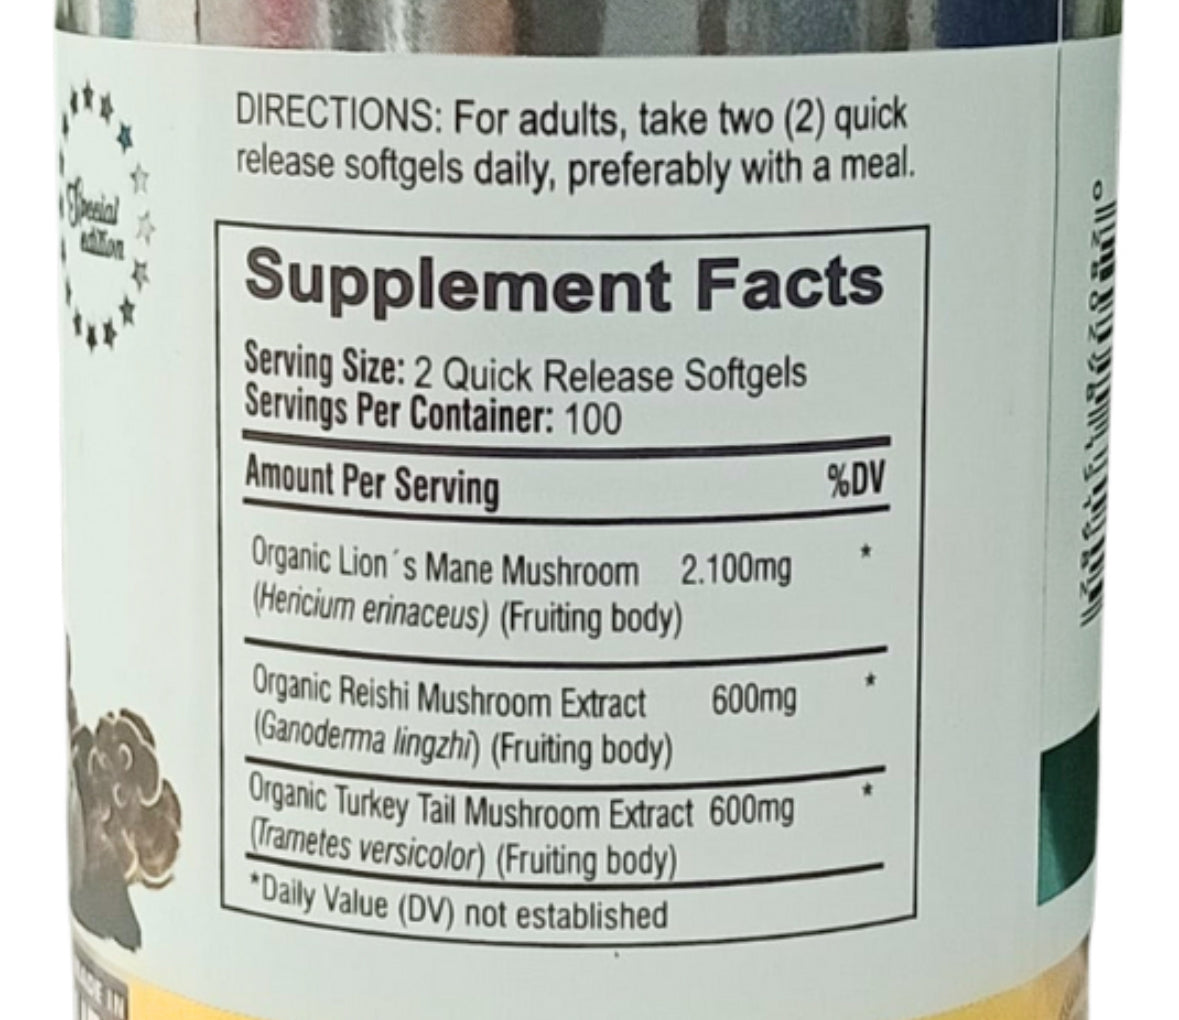 Special
edition
DIRECTIONS: For adults, take two (2) quick
release softgels daily, preferably with a meal.
Supplement Facts
Serving Size: 2 Quick Release Softgels
Servings Per Container: 100
Amount Per Serving %DV
Organic Lion´s Mane Mushroom 2.100mg *
(Hericium erinaceus) (Fruiting body)
Organic Reishi Mushroom Extract 600mg *
(Ganoderma lingzhi) (Fruiting body)
Organic Turkey Tail Mushroom Extract 600mg *
(Trametes versicolor) (Fruiting body)
*Daily Value (DV) not established